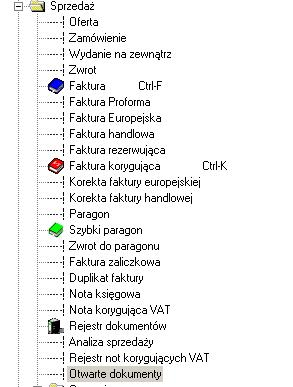 Sprzedaż
Oferta
Zamówienie
Wydanie na zewnątrz
Zwrot
Faktura Ctrl-F
Faktura Proforma
Faktura Europejska
Faktura handlowa
Faktura rezerwująca
Faktura korygująca Ctrl-K
Korekta faktury europejskiej
Korekta faktury handlowej
Paragon
Szybki paragon
Zwrot do paragonu
Faktura zaliczkowa
Duplikat faktury
Nota księgowa
Nota korygująca VAT
Rejestr dokumentów
Analiza sprzedaży
Rejestr not korygujących VAT
Otwarte dokumenty